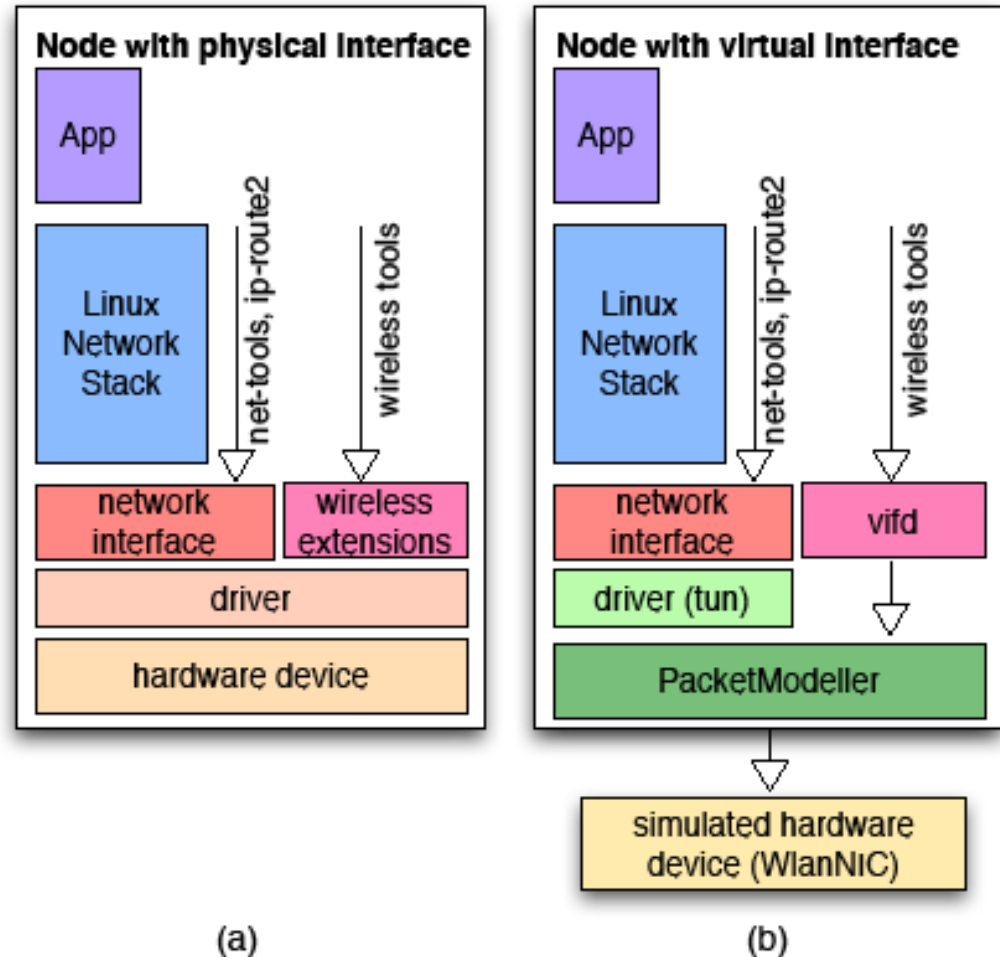 Node with physical interface
App
Linux
Network
Stack
net-tools, ip-route2
wireless tools
network
interface
wireless
extensions
driver
hardware device
(a)
Node with virtual interface
App
Linux
Network
Stack
net-tools, ip-route2
wireless tools
network
interface
vifd
driver (tun)
PacketModeller
simulated hardware
device (WlanNIC)
(b)